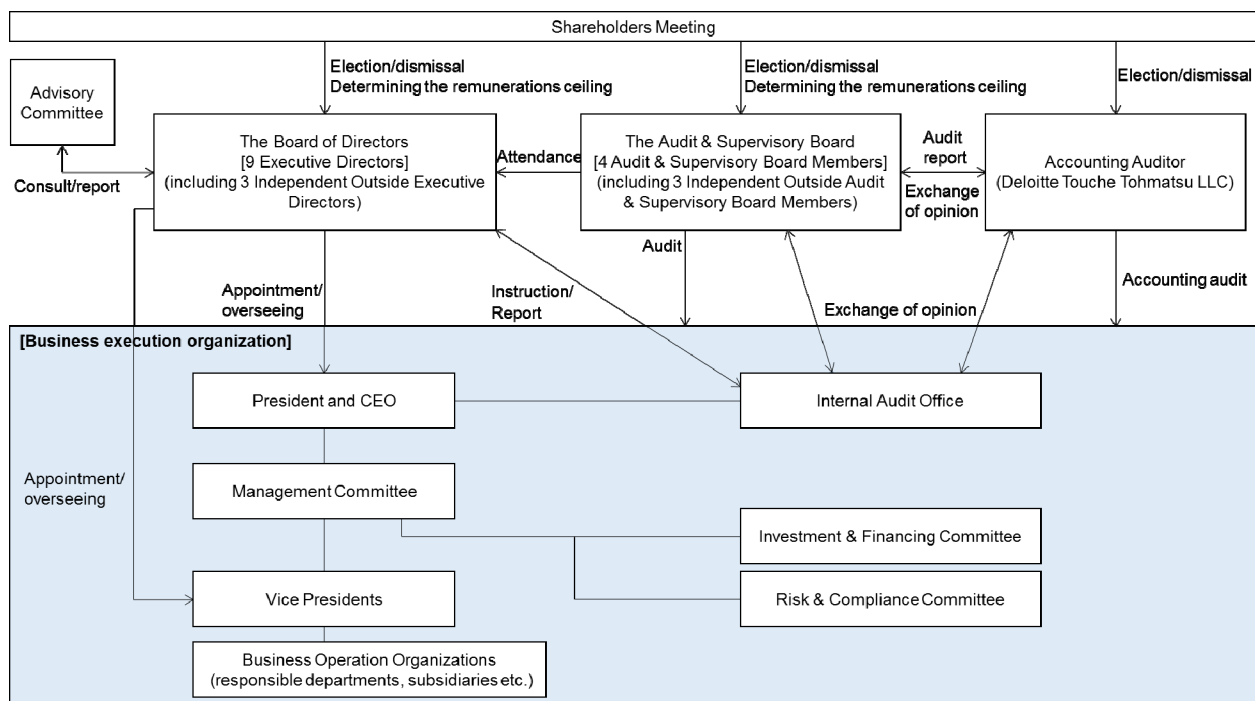 Shareholders Meeting
Election/dismissal
Determining the remunerations ceiling
Election/dismissal
Determining the remunerations ceiling
Election/dismissal
Advisory
Committee
Consult/report
The Board of Directors
[9 Executive Directors]
(including 3 Independent Outside Executive
Directors)
Attendance
The Audit & Supervisory Board
[4 Audit & Supervisory Board Members]
(including 3 Independent Outside Audit
& Supervisory Board Members)
Audit
report
Exchange
of opinion
Accounting Auditor
(Deloitte Touche Tohmatsu LLC)
Appointment/
overseeing
Instruction/
Report
Audit
Exchange of opinion
Accounting audit
[Business execution organization]
President and CEO
Internal Audit Office
Appointment/
overseeing
Management Committee
Investment & Financing Committee
Vice Presidents
Risk & Compliance Committee
Business Operation Organizations
(responsible departments, subsidiaries etc.)